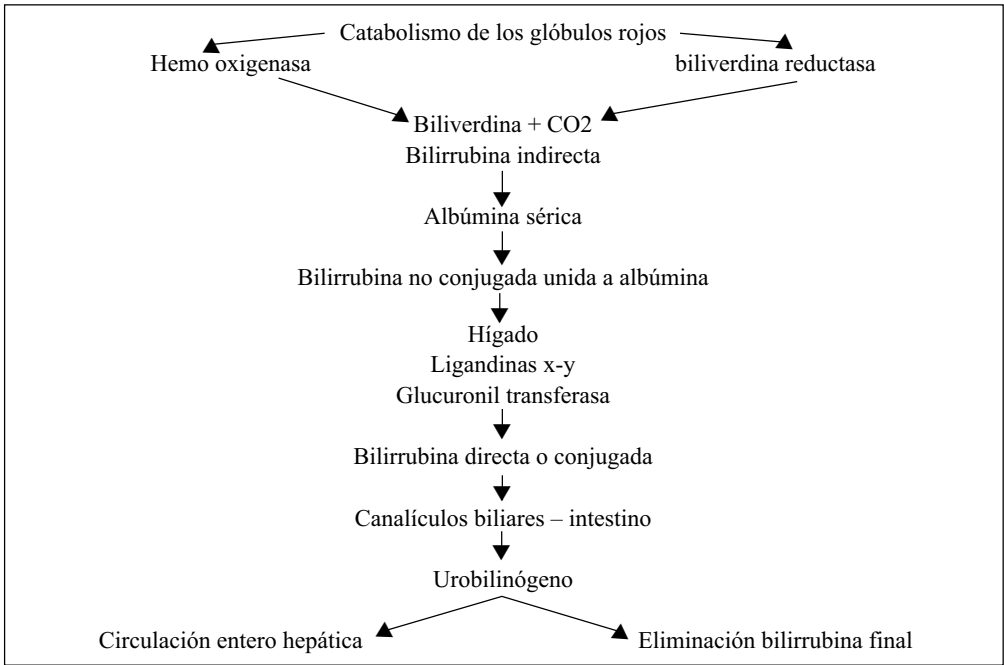 Catabolismo de los glóbulos rojos
Hemo oxigenasa
biliverdina reductasa
Biliverdina + CO2
Bilirrubina indirecta
Albúmina sérica
Bilirrubina no conjugada unida a albúmina
Hígado
Ligandinas x-y
Glucuronil transferasa
Bilirrubina directa o conjugada
Canalículos biliares – intestino
Urobilinógeno
Circulación entero hepática
Eliminación bilirrubina final